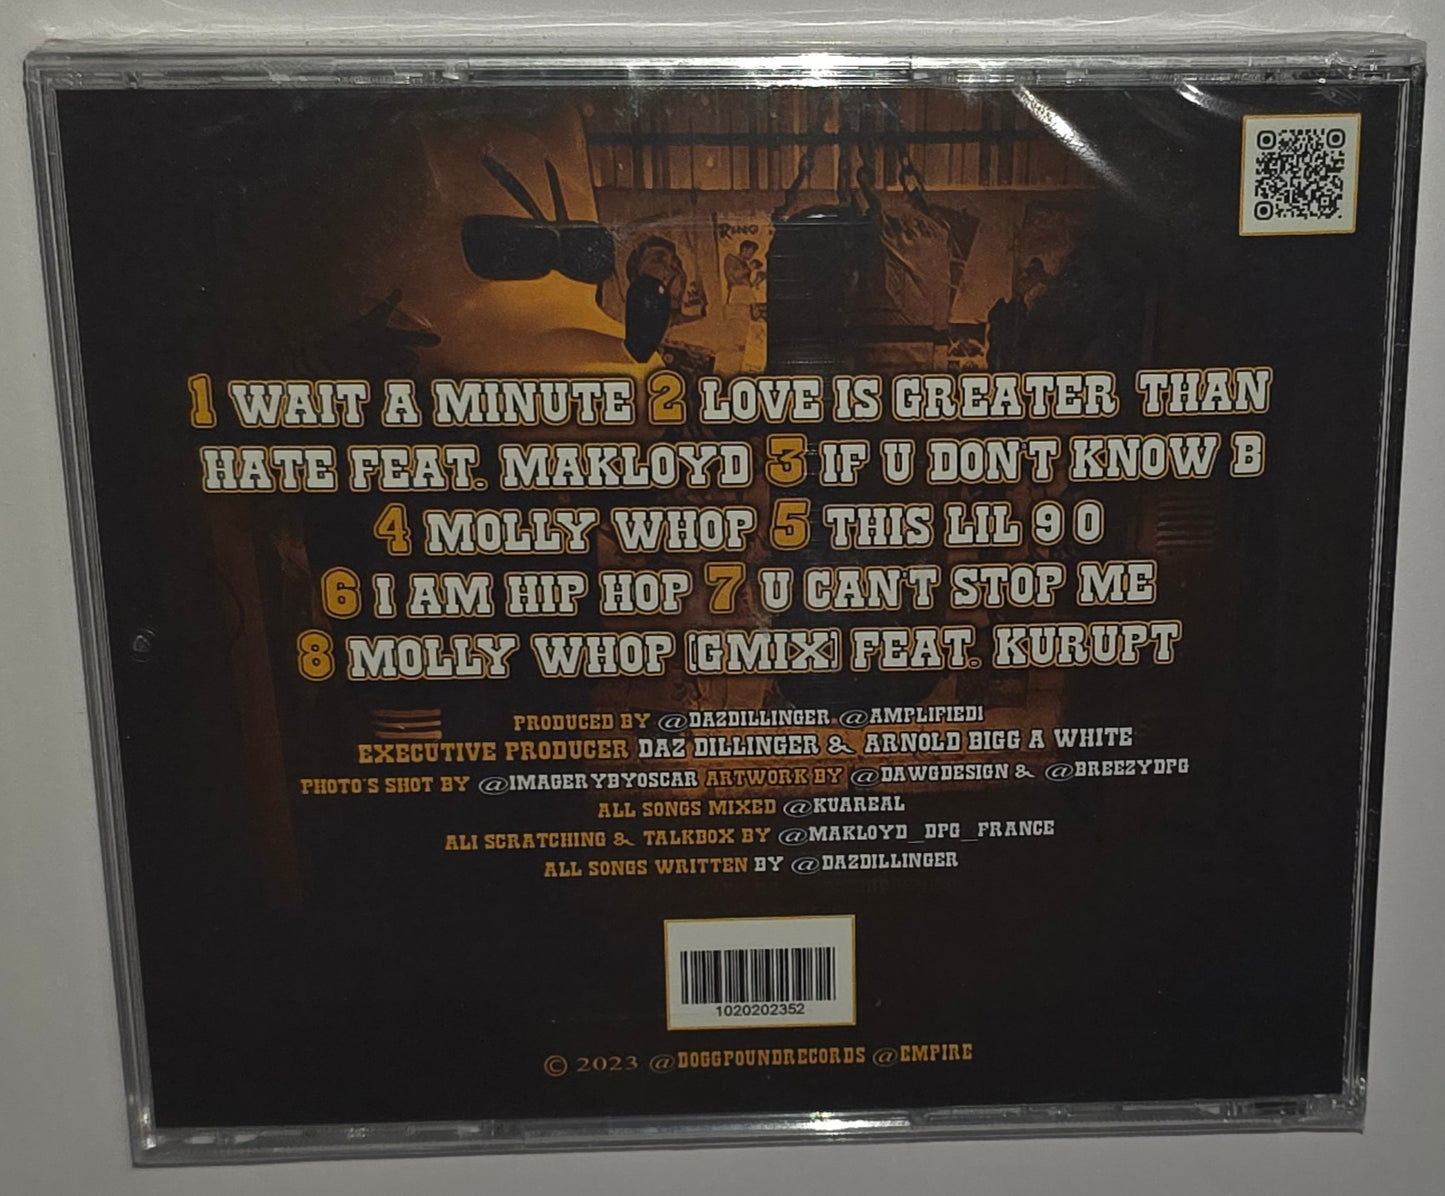 RING
1 WAIT A MINUTE 2 LOVE IS GREATER THAN
HATE FEAT. MAKLOYD 3 IF U DON'T KNOW B
4 MOLLY WHOP 5 THIS LIL 9 0
6 I AM HIP HOP 7 U CAN'T STOP ME
8 MOLLY WHOP [GMIX] FEAT. KURUPT
PRODUCED BY @DAZDILLINGER @AMPLIFIED1
EXECUTIVE PRODUCER DAZ DILLINGER & ARNOLD BIGG A WHITE
PHOTO'S SHOT BY @IMAGERYBYOSCAR ARTWORK BY @DAWGDESIGN & @BREEZYDPG
ALL SONGS MIXED @KUAREAL
ALI SCRATCHING & TALKBOX BY @MAKLOYD_DPG_FRANCE
ALL SONGS WRITTEN BY @DAZDILLINGER
1020202352
© 2023 @DOGGPOUNDRECORDS @EMPIRE